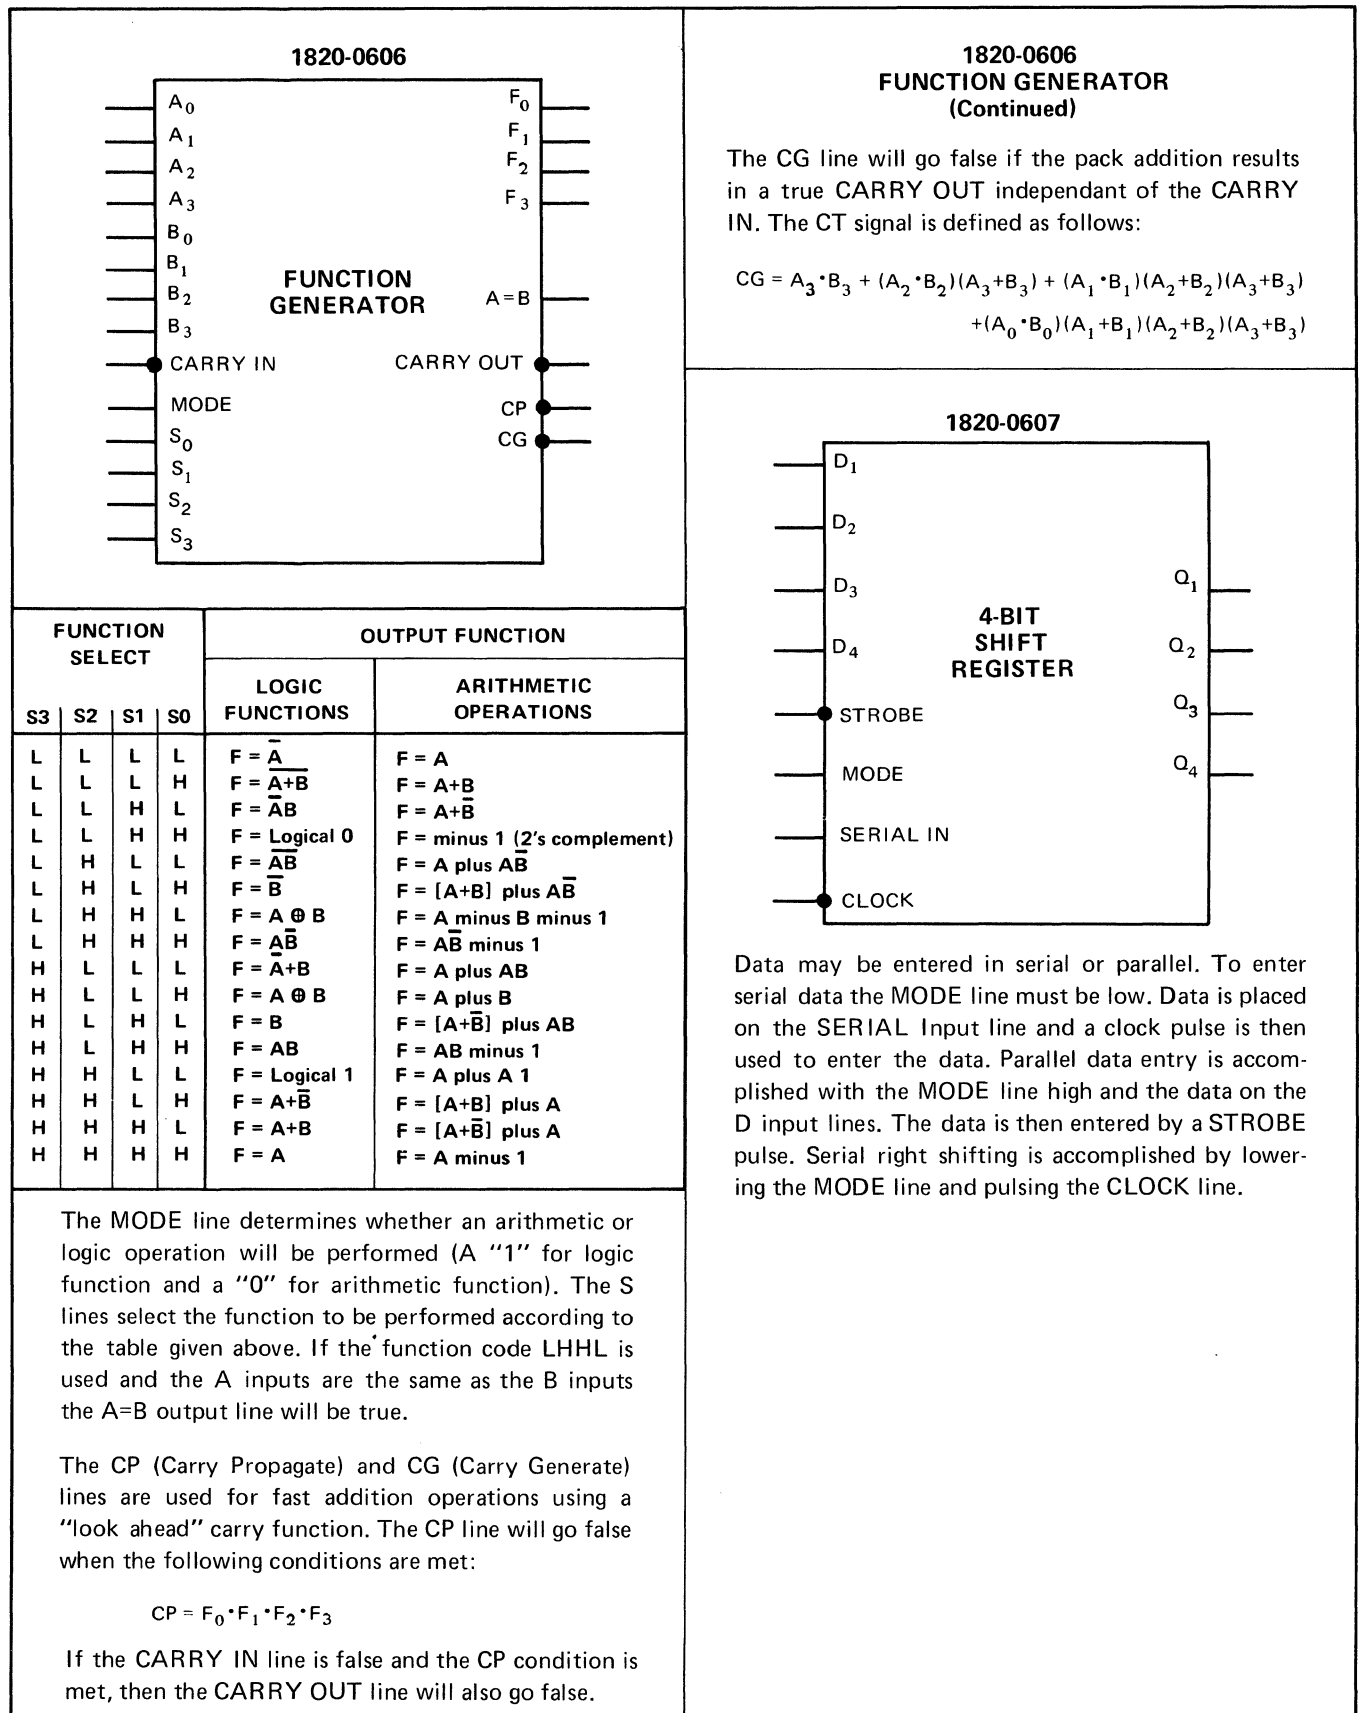 1820-0606
A0
A1
A2
A3
B0
B1
B2
B3
CARRY IN
MODE
S0
S1
S2
S3
FUNCTION
GENERATOR
F0
F1
F2
F3
A=B
CARRY OUT
CP
CG
FUNCTION
SELECT
OUTPUT FUNCTION
LOGIC
FUNCTIONS
ARITHMETIC
OPERATIONS
S3 S2 S1 S0
L L L L F = A̅ F = A
L L L H F = A̅+̅B̅ F = A+B
L L H L F = A̅B F = A+B̅
L L H H F = Logical 0 F = minus 1 (2's complement)
L H L L F = A̅B̅ F = A plus AB̅
L H L H F = B̅ F = [A+B] plus AB̅
L H H L F = A ⊕ B F = A minus B minus 1
L H H H F = AB̅ F = AB̅ minus 1
H L L L F = A̅+B F = A plus AB
H L L H F = A ⊕ B F = A plus B
H L H L F = B F = [A+B̅] plus AB
H L H H F = AB F = AB minus 1
H H L L F = Logical 1 F = A plus A 1
H H L H F = A+B̅ F = [A+B] plus A
H H H L F = A+B F = [A+B̅] plus A
H H H H F = A F = A minus 1
The MODE line determines whether an arithmetic or
logic operation will be performed (A "1" for logic
function and a "0" for arithmetic function). The S
lines select the function to be performed according to
the table given above. If the function code LHHL is
used and the A inputs are the same as the B inputs
the A=B output line will be true.
The CP (Carry Propagate) and CG (Carry Generate)
lines are used for fast addition operations using a
"look ahead" carry function. The CP line will go false
when the following conditions are met:
CP = F0•F1•F2•F3
If the CARRY IN line is false and the CP condition is
met, then the CARRY OUT line will also go false.
1820-0606
FUNCTION GENERATOR
(Continued)
The CG line will go false if the pack addition results
in a true CARRY OUT independant of the CARRY
IN. The CT signal is defined as follows:
CG = A3•B3 + (A2•B2)(A3+B3) + (A1•B1)(A2+B2)(A3+B3)
+(A0•B0)(A1+B1)(A2+B2)(A3+B3)
1820-0607
D1
D2
D3
D4
STROBE
MODE
SERIAL IN
CLOCK
4-BIT
SHIFT
REGISTER
Q1
Q2
Q3
Q4
Data may be entered in serial or parallel. To enter
serial data the MODE line must be low. Data is placed
on the SERIAL Input line and a clock pulse is then
used to enter the data. Parallel data entry is accom-
plished with the MODE line high and the data on the
D input lines. The data is then entered by a STROBE
pulse. Serial right shifting is accomplished by lower-
ing the MODE line and pulsing the CLOCK line.